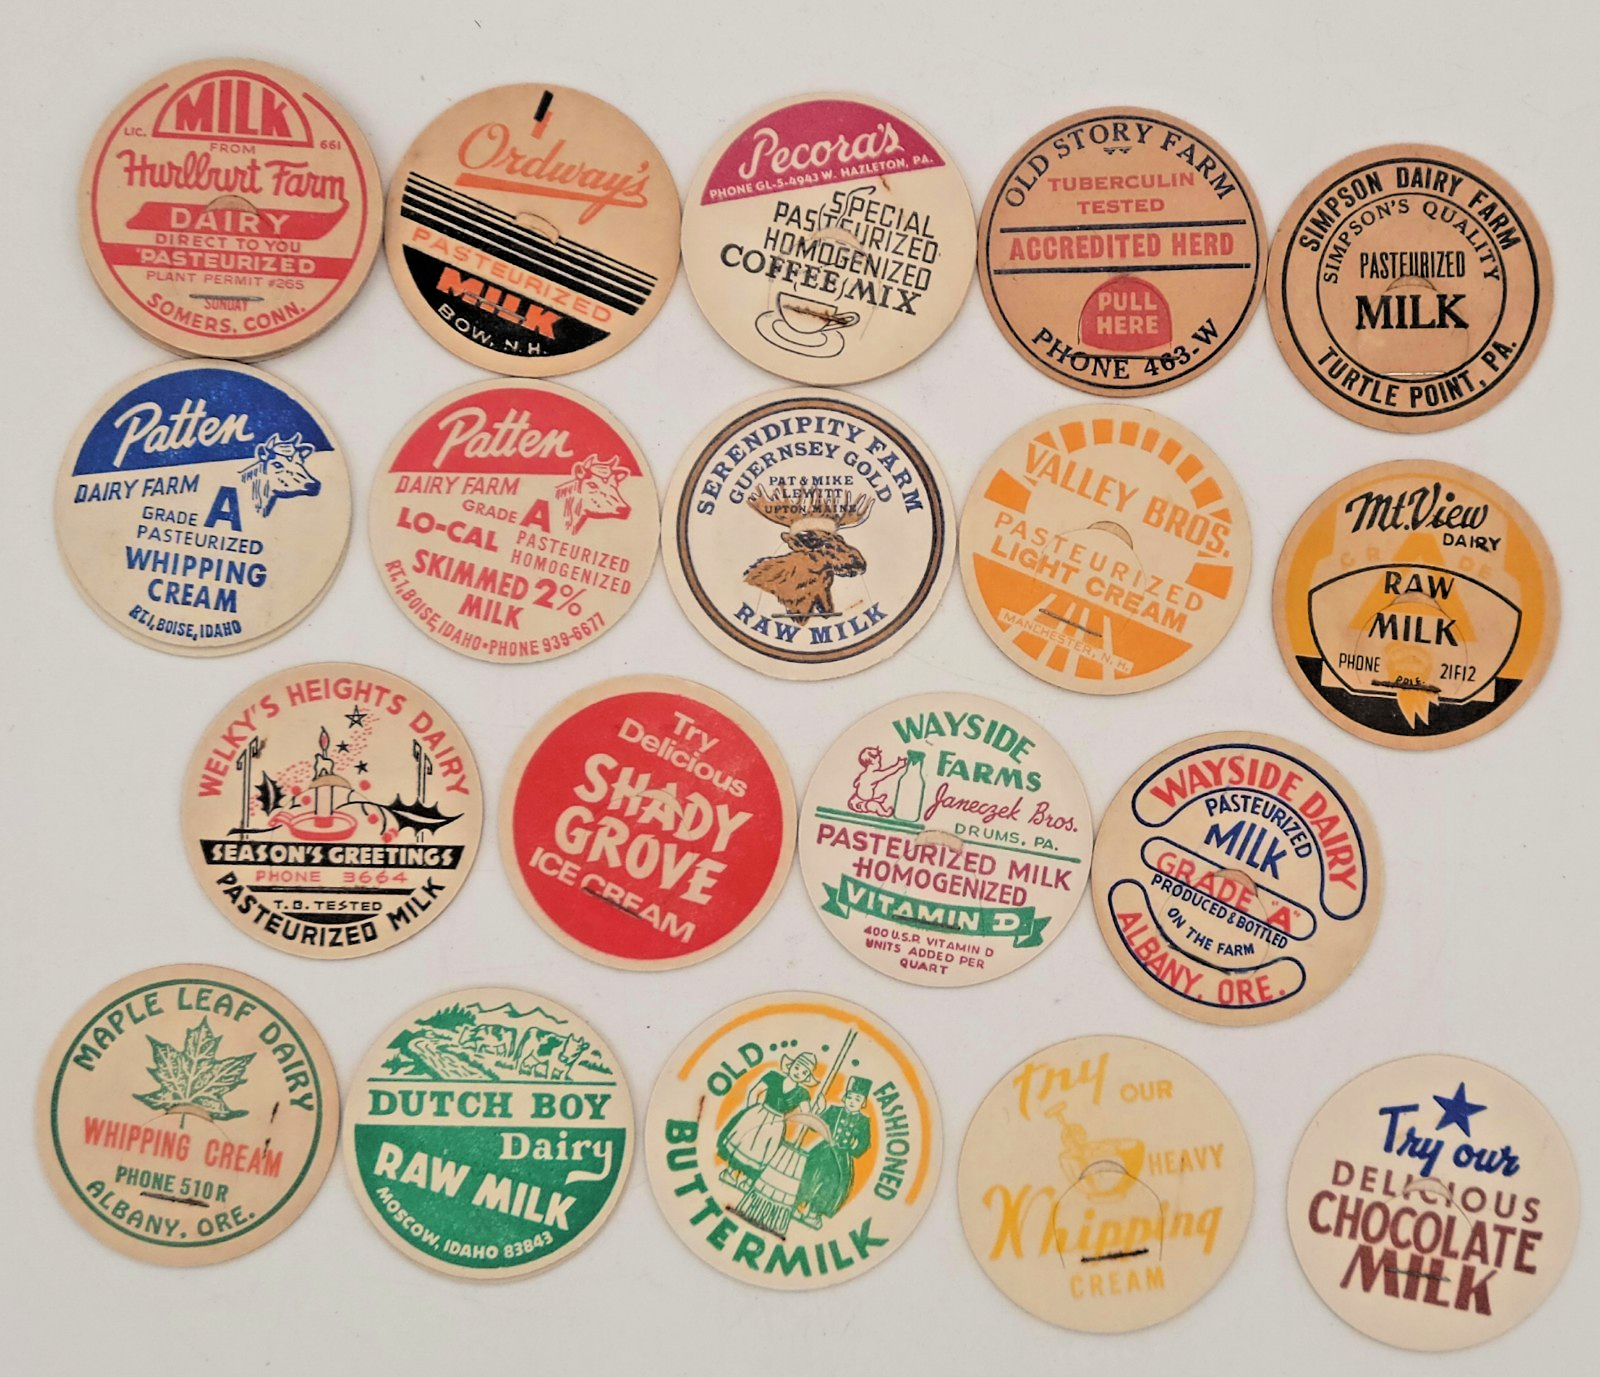 MILK
LIC. 661
FROM
Hurlburt Farm
DAIRY
DIRECT TO YOU
PASTEURIZED
PLANT PERMIT #265
SUNDAY
SOMERS, CONN.
Ordway's
PASTEURIZED
MILK
BOW, N.H.
Pecora's
PHONE GL-5-4943 W. HAZLETON, PA.
SPECIAL
PASTEURIZED
HOMOGENIZED
COFFEE MIX
OLD STORY FARM
TUBERCULIN
TESTED
ACCREDITED HERD
PULL
HERE
PHONE 463-W
SIMPSON DAIRY FARM
SIMPSON'S QUALITY
PASTEURIZED
MILK
TURTLE POINT, PA.
Patten
DAIRY FARM
GRADE A
PASTEURIZED
WHIPPING
CREAM
RT.1, BOISE, IDAHO
Patten
DAIRY FARM
GRADE A
LO-CAL PASTEURIZED
HOMOGENIZED
SKIMMED 2%
MILK
RT.1, BOISE, IDAHO•PHONE 939-6677
SERENDIPITY FARM
GUERNSEY GOLD
PAT & MIKE
LEWITT
UPTON MAINE
RAW MILK
VALLEY BROS.
PASTEURIZED
LIGHT CREAM
MANCHESTER, N.H.
Mt. View
DAIRY
GRADE
A
RAW
MILK
PHONE 21F12
WELKY'S HEIGHTS DAIRY
SEASON'S GREETINGS
PHONE 3664
T.B. TESTED
PASTEURIZED MILK
Try
Delicious
SHADY
GROVE
ICE CREAM
WAYSIDE
FARMS
Janeczek Bros.
DRUMS, PA.
PASTEURIZED MILK
HOMOGENIZED
VITAMIN D
400 U.S.P. VITAMIN D
UNITS ADDED PER
QUART
WAYSIDE DAIRY
PASTEURIZED
MILK
GRADE "A"
PRODUCED & BOTTLED
ON THE FARM
ALBANY, ORE.
MAPLE LEAF DAIRY
WHIPPING CREAM
PHONE 510R
ALBANY, ORE.
DUTCH BOY
Dairy
RAW MILK
MOSCOW, IDAHO 83843
OLD...
FASHIONED
CHURNED
BUTTERMILK
Try OUR
HEAVY
Whipping
CREAM
Try our
DELICIOUS
CHOCOLATE
MILK